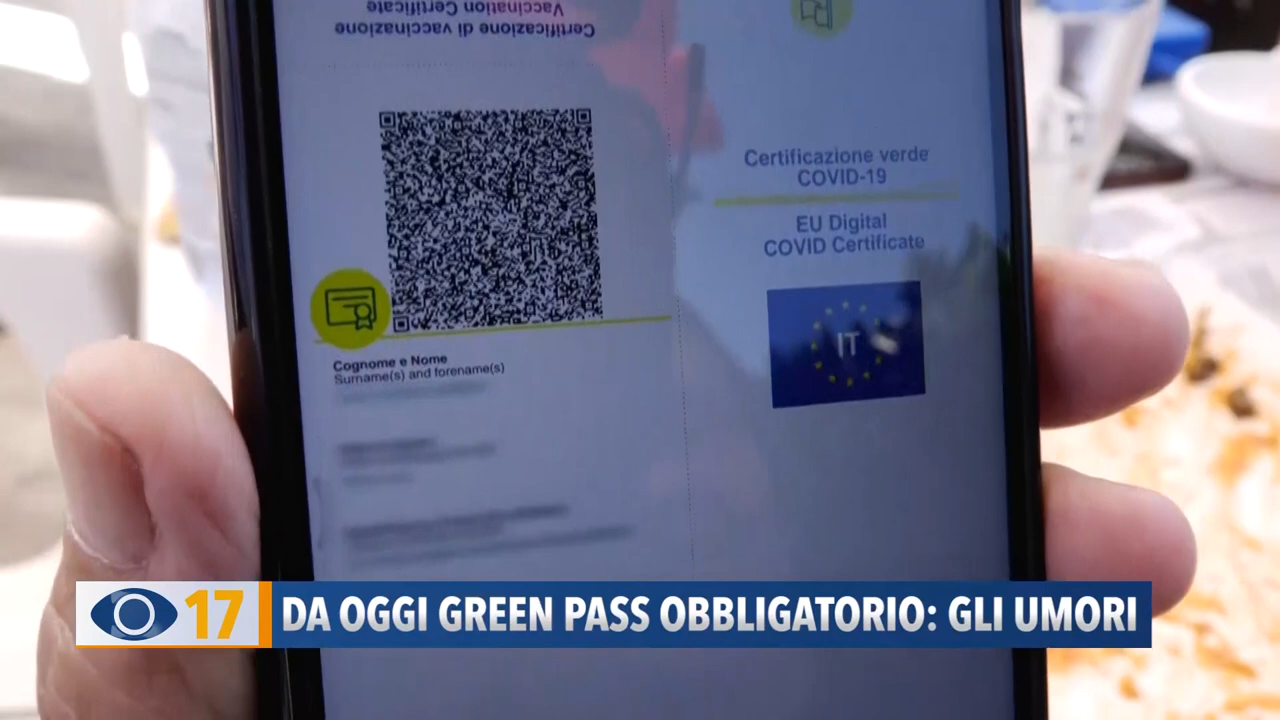 Certificazione di vaccinazione
Vaccination Certificate
Certificazione verde
COVID-19
EU Digital
COVID Certificate
IT
Cognome e Nome
Surname(s) and forename(s)
17
DA OGGI GREEN PASS OBBLIGATORIO: GLI UMORI